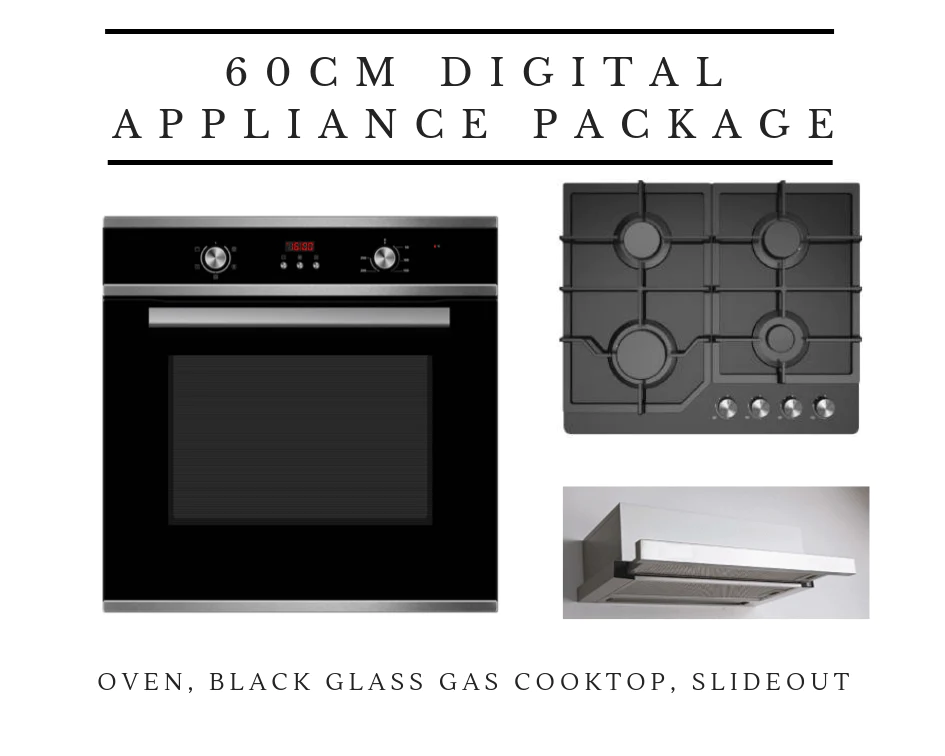 60CM DIGITAL
APPLIANCE PACKAGE
OVEN, BLACK GLASS GAS COOKTOP, SLIDEOUT